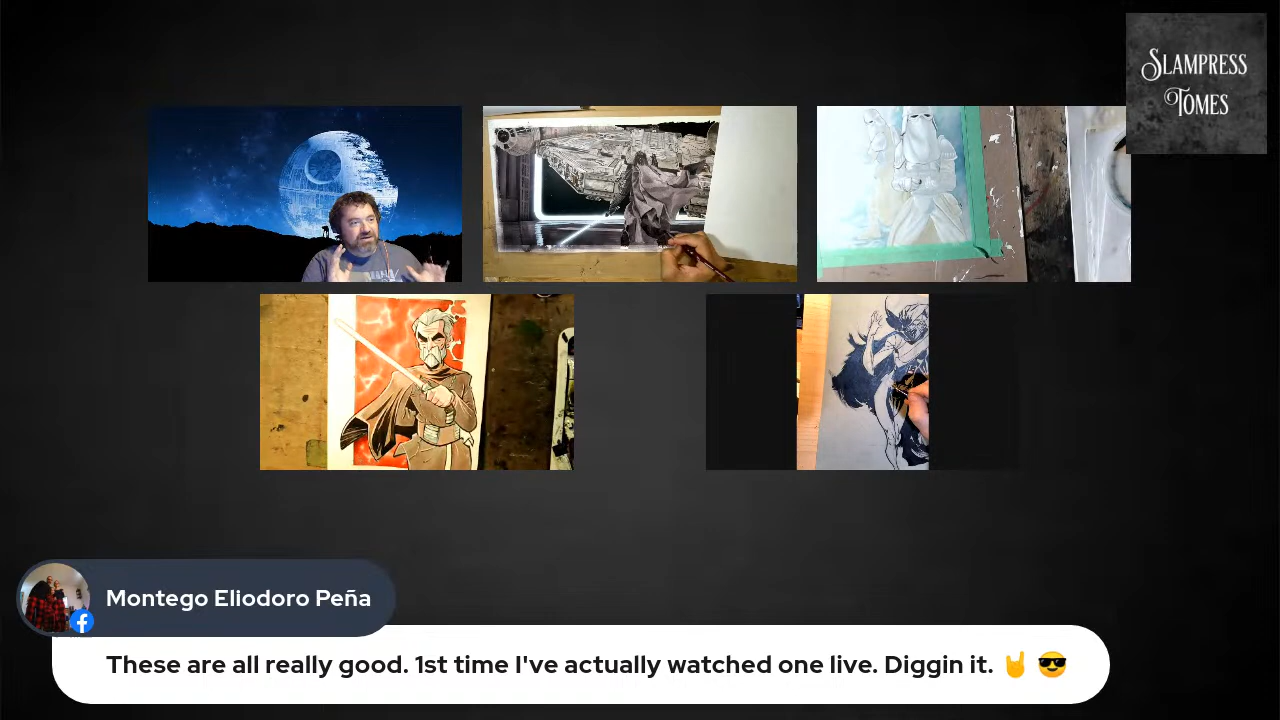 Slampress
Tomes
Montego Eliodoro Peña
These are all really good. 1st time I've actually watched one live. Diggin it. 🤘 😎